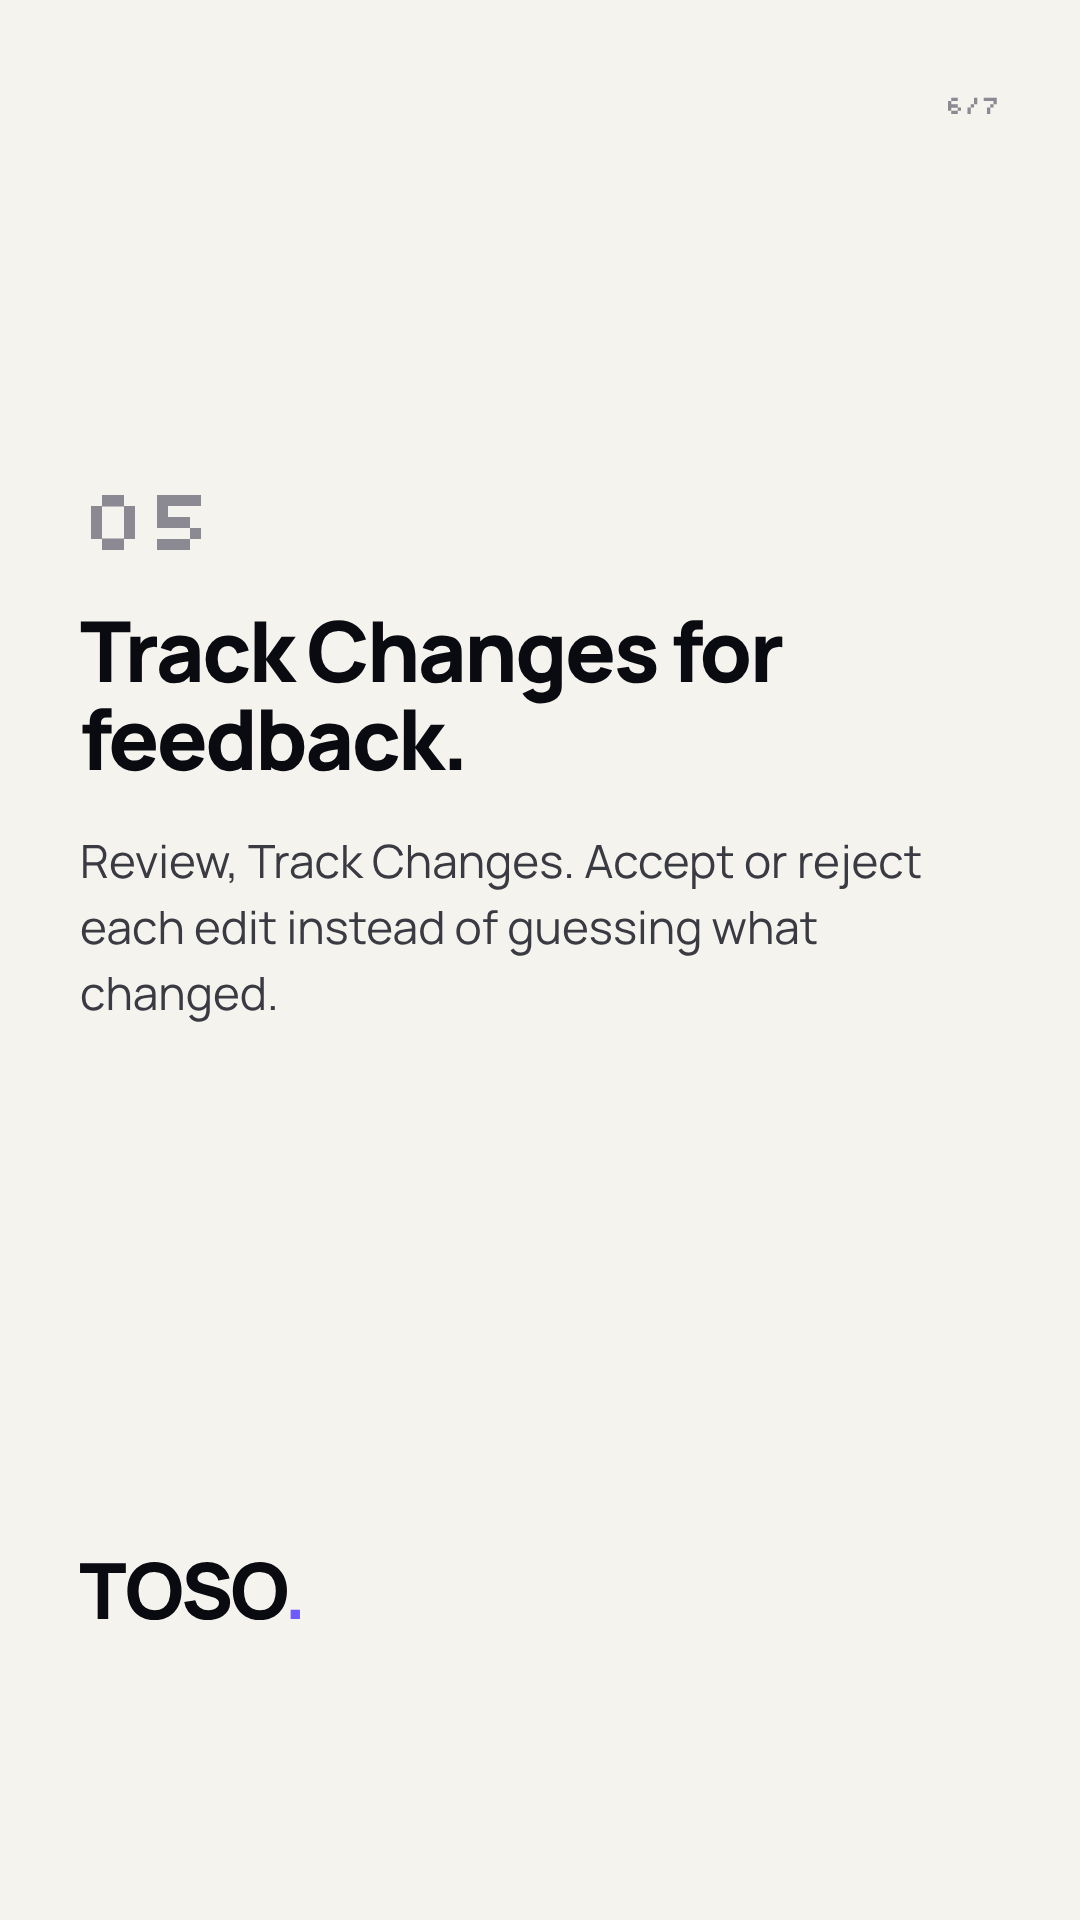 6/7
05
Track Changes for
feedback.
Review, Track Changes. Accept or reject
each edit instead of guessing what
changed.
TOSO.